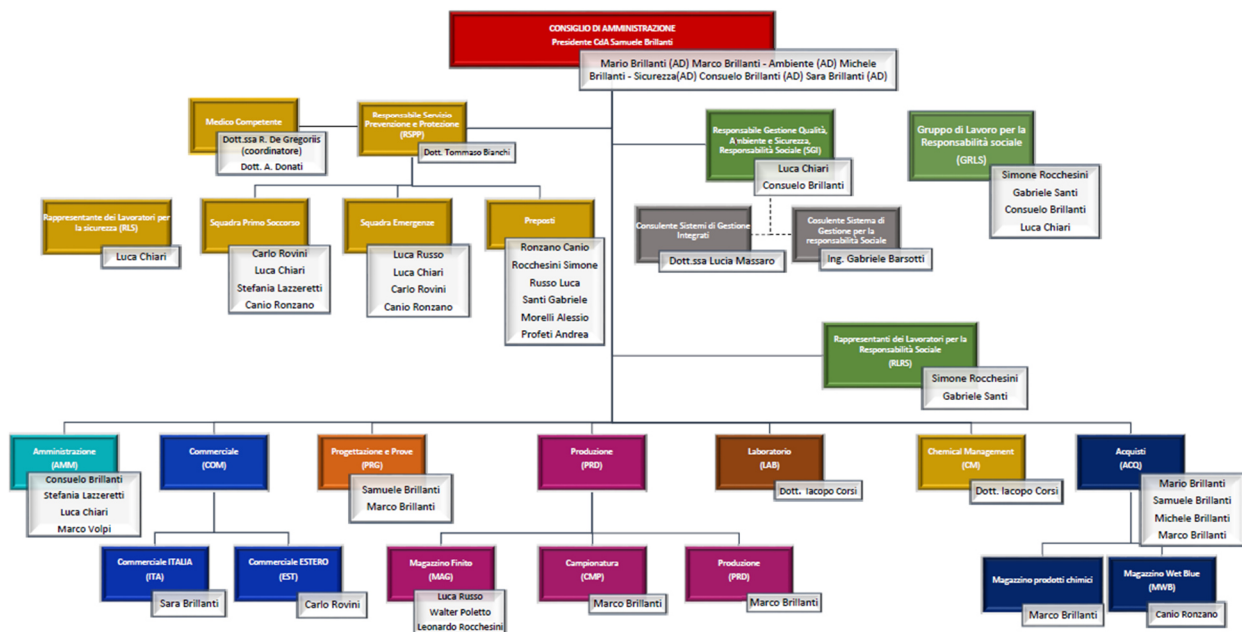 CONSIGLIO DI AMMINISTRAZIONE
Presidente CdA Samuele Brillanti
Mario Brillanti (AD) Marco Brillanti - Ambiente (AD) Michele
Brillanti - Sicurezza(AD) Consuelo Brillanti (AD) Sara Brillanti (AD)
Medico Competente
Dott.ssa R. De Gregoriis
(coordinatore)
Dott. A. Donati
Responsabile Servizio
Prevenzione e Protezione
(RSPP)
Dott. Tommaso Bianchi
Responsabile Gestione Qualità,
Ambiente e Sicurezza,
Responsabilità Sociale (SGI)
Luca Chiari
Consuelo Brillanti
Gruppo di Lavoro per la
Responsabilità sociale
(GRLS)
Simone Rocchesini
Gabriele Santi
Consuelo Brillanti
Luca Chiari
Rappresentante dei Lavoratori per
la sicurezza (RLS)
Luca Chiari
Squadra Primo Soccorso
Carlo Rovini
Luca Chiari
Stefania Lazzeretti
Canio Ronzano
Squadra Emergenze
Luca Russo
Luca Chiari
Carlo Rovini
Canio Ronzano
Preposti
Ronzano Canio
Rocchesini Simone
Russo Luca
Santi Gabriele
Morelli Alessio
Profeti Andrea
Consulente Sistemi di Gestione
Integrati
Dott.ssa Lucia Massaro
Cosulente Sistema di
Gestione per la
responsabilità Sociale
Ing. Gabriele Barsotti
Rappresentanti dei Lavoratori per la
Responsabilità Sociale
(RLRS)
Simone Rocchesini
Gabriele Santi
Amministrazione
(AMM)
Consuelo Brillanti
Stefania Lazzeretti
Luca Chiari
Marco Volpi
Commerciale
(COM)
Progettazione e Prove
(PRG)
Samuele Brillanti
Marco Brillanti
Produzione
(PRD)
Laboratorio
(LAB)
Dott. Iacopo Corsi
Chemical Management
(CM)
Dott. Iacopo Corsi
Acquisti
(ACQ)
Mario Brillanti
Samuele Brillanti
Michele Brillanti
Marco Brillanti
Commerciale ITALIA
(ITA)
Sara Brillanti
Commerciale ESTERO
(EST)
Carlo Rovini
Magazzino Finito
(MAG)
Luca Russo
Walter Poletto
Leonardo Rocchesini
Campionatura
(CMP)
Marco Brillanti
Produzione
(PRD)
Marco Brillanti
Magazzino prodotti chimici
Marco Brillanti
Magazzino Wet Blue
(MWB)
Canio Ronzano